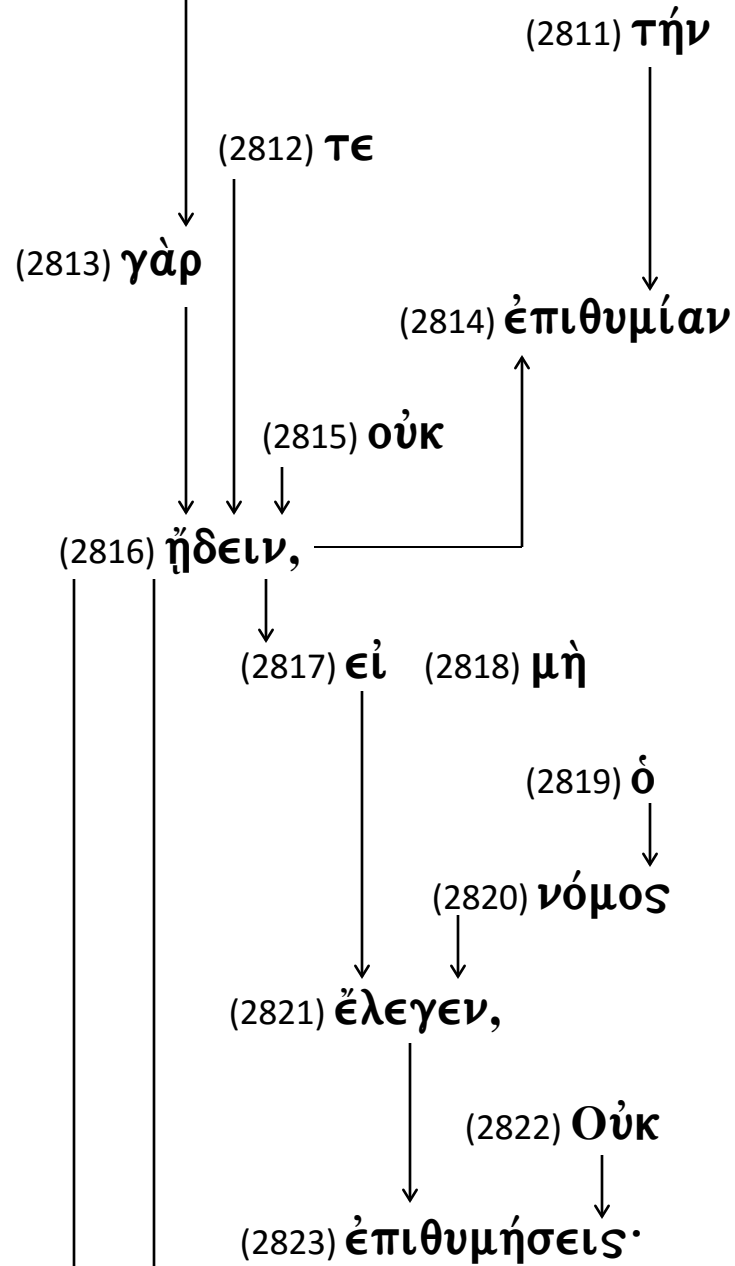 (2811) τήν
(2812) τε
(2813) γὰρ
(2814) ἐπιθυμίαν
(2815) οὐκ
(2816) ᾔδειν,
(2817) εἰ (2818) μὴ
(2819) ὁ
(2820) νόμος
(2821) ἔλεγεν,
(2822) Οὐκ
(2823) ἐπιθυμήσεις·